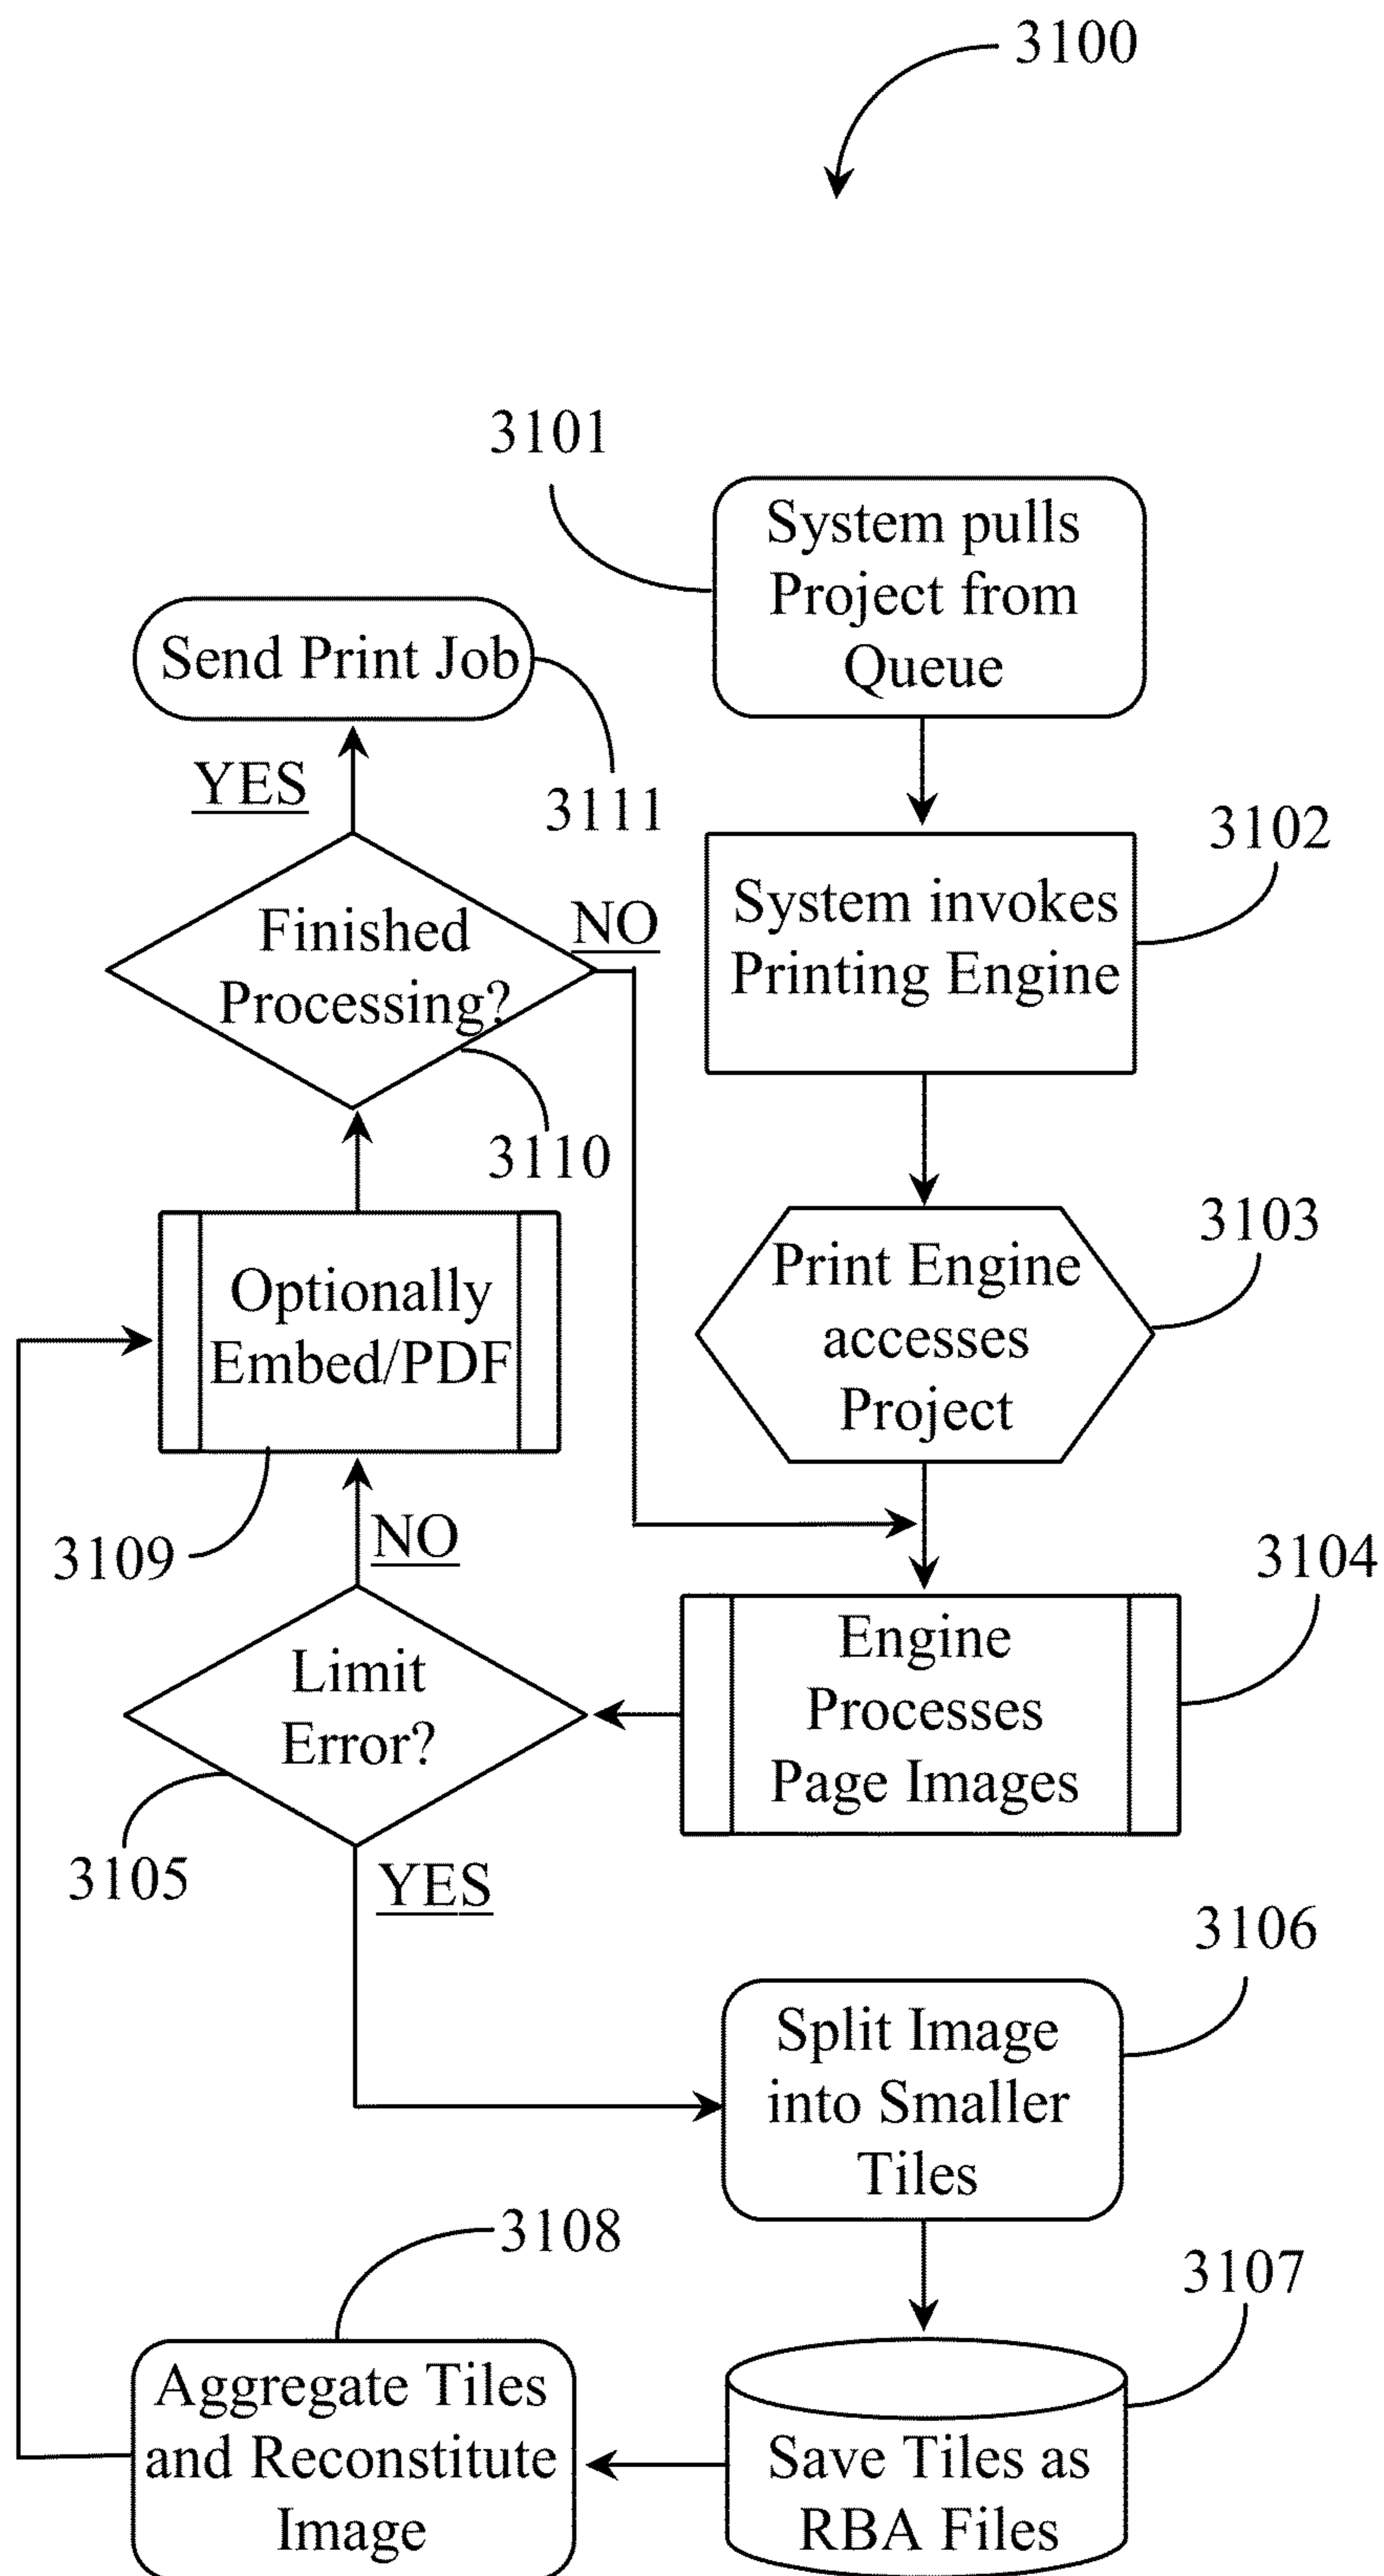 3100
3101
System pulls
Project from
Queue
Send Print Job
YES
3111
3102
System invokes
Printing Engine
Finished
Processing?
NO
3110
3103
Print Engine
accesses
Project
Optionally
Embed/PDF
3109
NO
3104
Engine
Processes
Page Images
Limit
Error?
3105
YES
3106
Split Image
into Smaller
Tiles
3108
3107
Aggregate Tiles
and Reconstitute
Image
Save Tiles as
RBA Files